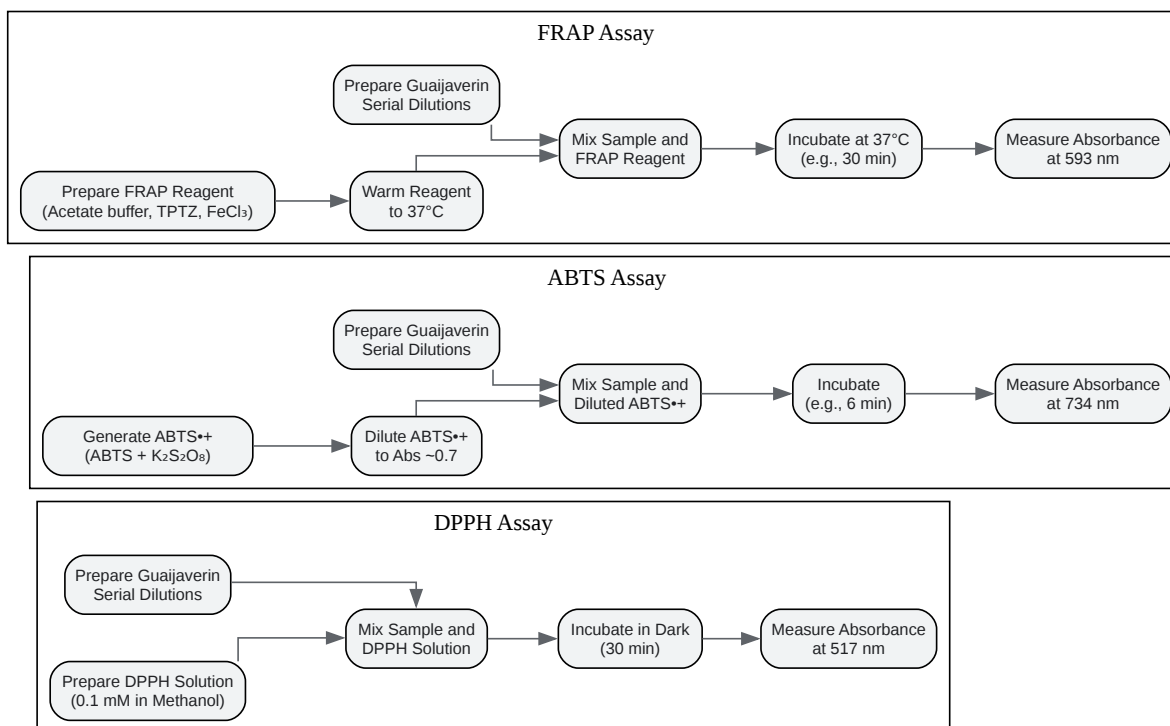 FRAP Assay
Prepare Guaijaverin
Serial Dilutions
Mix Sample and
FRAP Reagent
Incubate at 37°C
(e.g., 30 min)
Measure Absorbance
at 593 nm
Prepare FRAP Reagent
(Acetate buffer, TPTZ, FeCl₃)
Warm Reagent
to 37°C
ABTS Assay
Prepare Guaijaverin
Serial Dilutions
Mix Sample and
Diluted ABTS•+
Incubate
(e.g., 6 min)
Measure Absorbance
at 734 nm
Generate ABTS•+
(ABTS + K₂S₂O₈)
Dilute ABTS•+
to Abs ~0.7
DPPH Assay
Prepare Guaijaverin
Serial Dilutions
Mix Sample and
DPPH Solution
Incubate in Dark
(30 min)
Measure Absorbance
at 517 nm
Prepare DPPH Solution
(0.1 mM in Methanol)